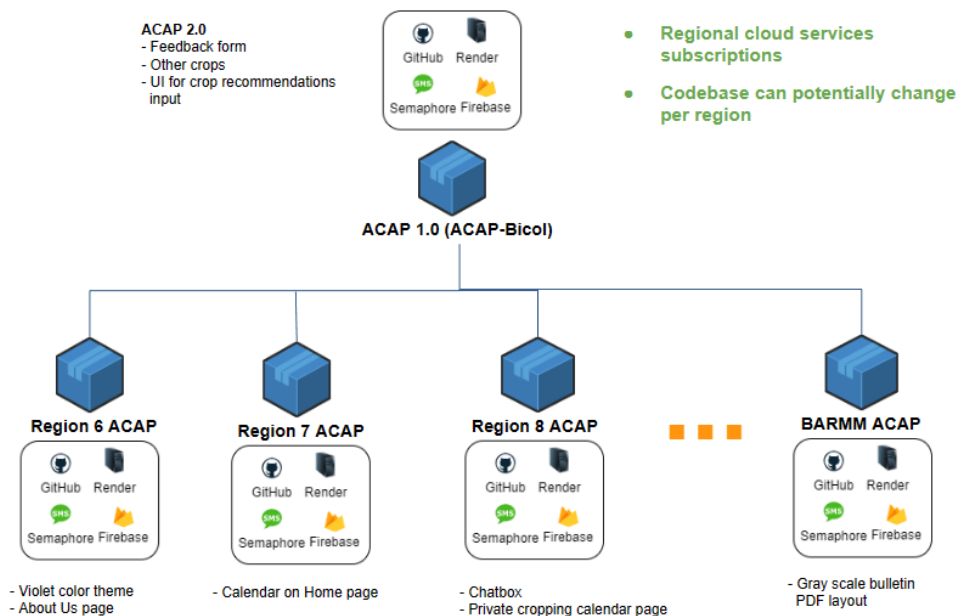 ACAP 2.0
- Feedback form
- Other crops
- UI for crop recommendations
input
GitHub Render
SMS
Semaphore Firebase
● Regional cloud services
subscriptions
● Codebase can potentially change
per region
ACAP 1.0 (ACAP-Bicol)
Region 6 ACAP
GitHub Render
SMS
Semaphore Firebase
- Violet color theme
- About Us page
Region 7 ACAP
GitHub Render
SMS
Semaphore Firebase
- Calendar on Home page
Region 8 ACAP
GitHub Render
SMS
Semaphore Firebase
- Chatbox
- Private cropping calendar page
BARMM ACAP
GitHub Render
SMS
Semaphore Firebase
- Gray scale bulletin
PDF layout